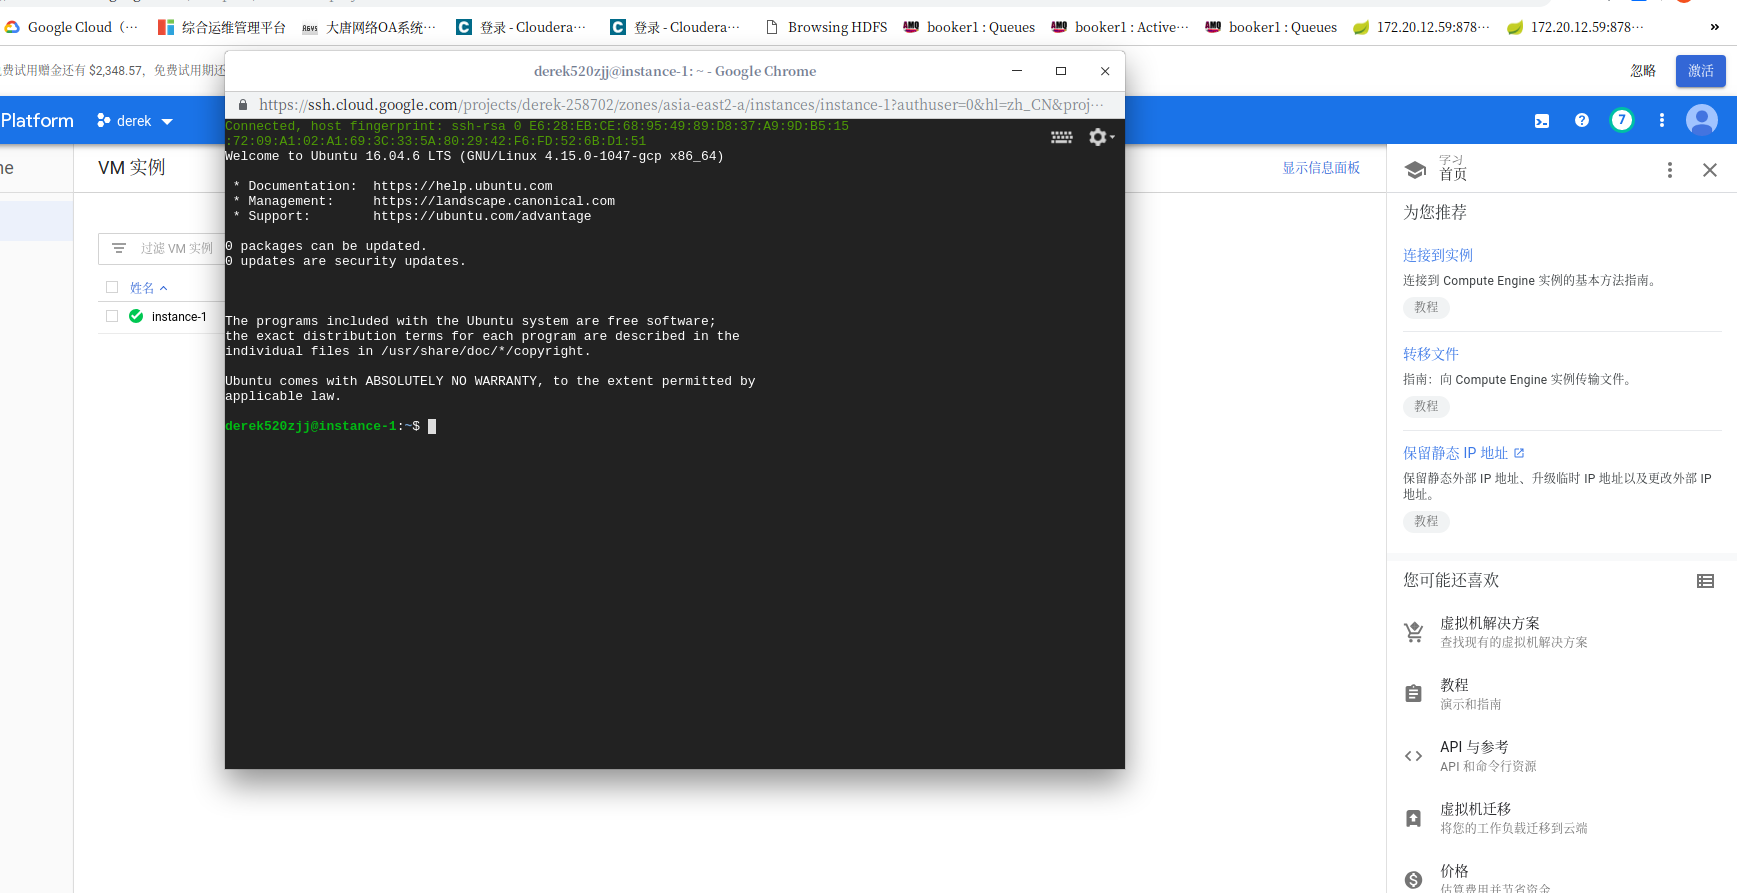 Google Cloud（…
综合运维管理平台
大唐网络OA系统…
登录 - Cloudera…
登录 - Cloudera…
Browsing HDFS
booker1 : Queues
booker1 : Active…
booker1 : Queues
172.20.12.59:878…
172.20.12.59:878…
»
费试用赠金还有 $2,348.57，免费试用期还
忽略
激活
derek520zjj@instance-1: ~ - Google Chrome
https://ssh.cloud.google.com/projects/derek-258702/zones/asia-east2-a/instances/instance-1?authuser=0&hl=zh_CN&proj…
Platform
derek
7
VM 实例
显示信息面板
过滤 VM 实例
姓名
instance-1
Connected, host fingerprint: ssh-rsa 0 E6:28:EB:CE:68:95:49:89:D8:37:A9:9D:B5:15
:72:09:A1:02:A1:69:3C:33:5A:80:29:42:F6:FD:52:6B:D1:51
Welcome to Ubuntu 16.04.6 LTS (GNU/Linux 4.15.0-1047-gcp x86_64)
* Documentation:  https://help.ubuntu.com
* Management:     https://landscape.canonical.com
* Support:        https://ubuntu.com/advantage
0 packages can be updated.
0 updates are security updates.
The programs included with the Ubuntu system are free software;
the exact distribution terms for each program are described in the
individual files in /usr/share/doc/*/copyright.
Ubuntu comes with ABSOLUTELY NO WARRANTY, to the extent permitted by
applicable law.
derek520zjj@instance-1:~$
学习
首页
为您推荐
连接到实例
连接到 Compute Engine 实例的基本方法指南。
教程
转移文件
指南：向 Compute Engine 实例传输文件。
教程
保留静态 IP 地址
保留静态外部 IP 地址、升级临时 IP 地址以及更改外部 IP
地址。
教程
您可能还喜欢
虚拟机解决方案
查找现有的虚拟机解决方案
教程
演示和指南
API 与参考
API 和命令行资源
虚拟机迁移
将您的工作负载迁移到云端
价格
估算费用并节省资金